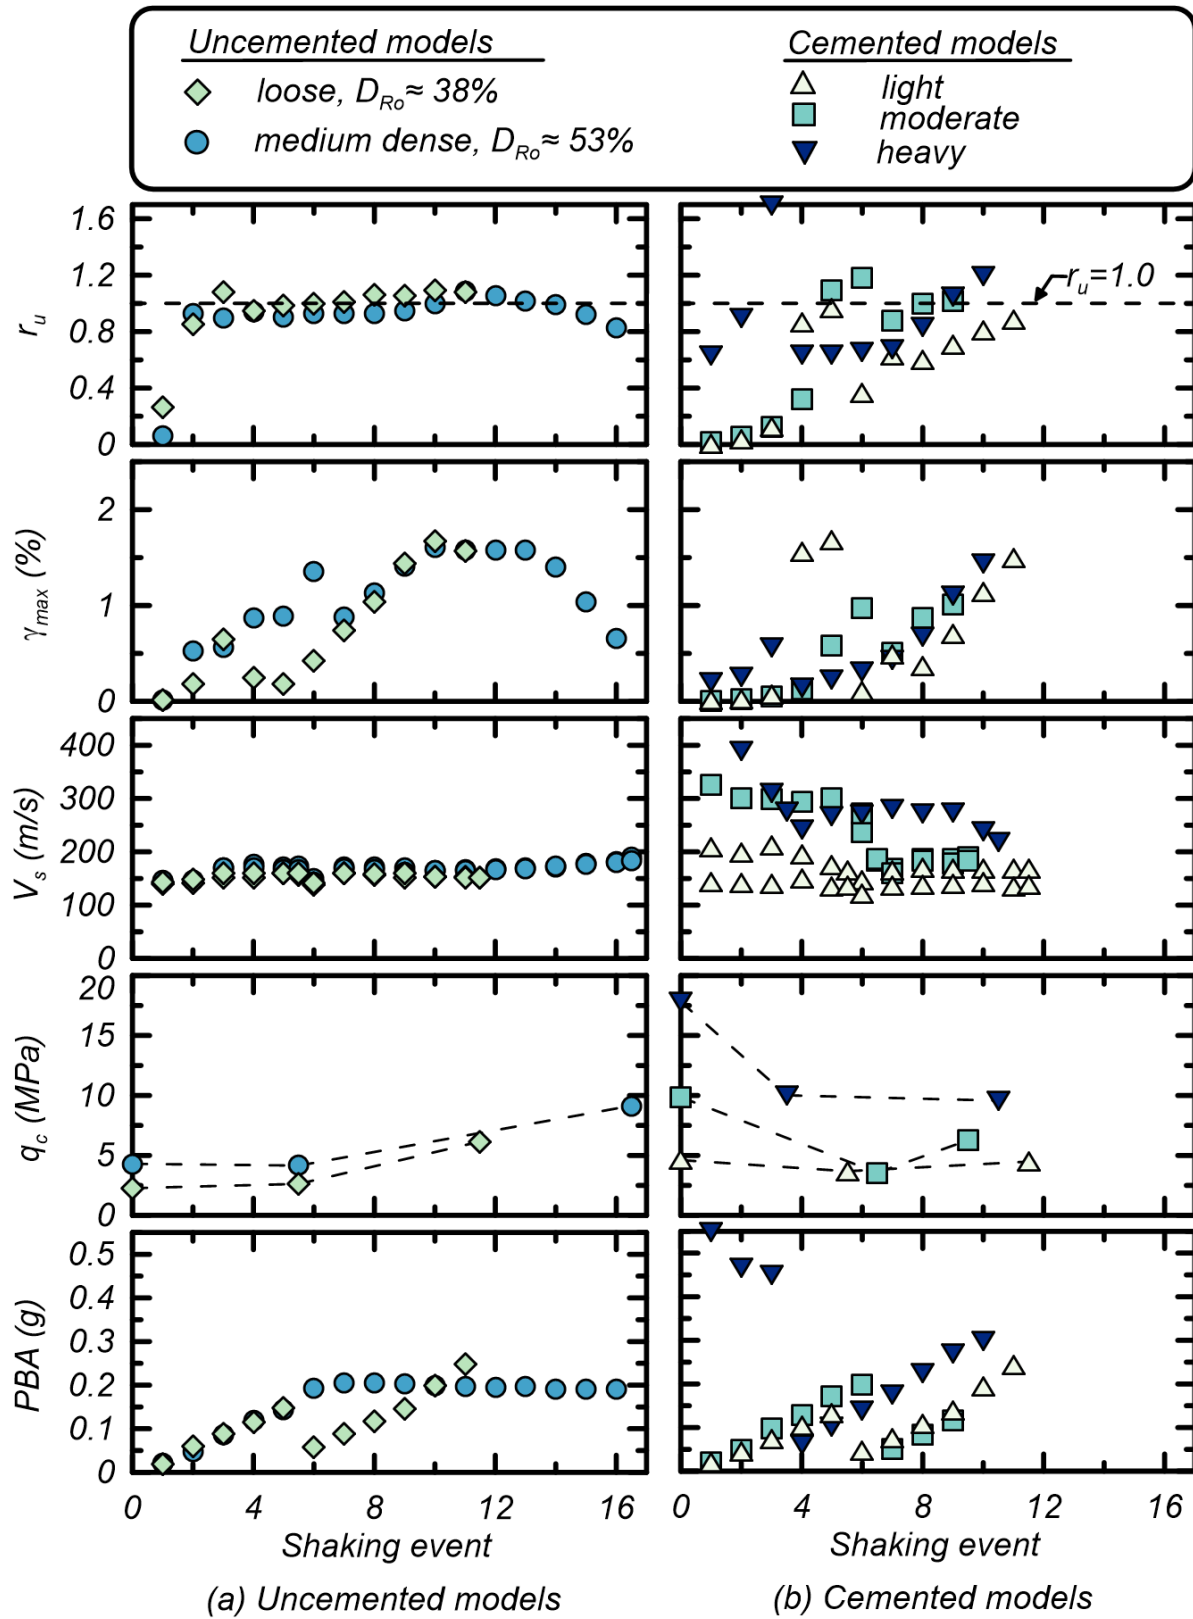 Uncemented models
loose, D_Ro ≈ 38%
medium dense, D_Ro ≈ 53%
Cemented models
light
moderate
heavy
1.6
1.2
0.8
0.4
0
r_u
r_u=1.0
2
1
0
γ_max (%)
400
300
200
100
0
V_s (m/s)
20
15
10
5
0
q_c (MPa)
0.5
0.4
0.3
0.2
0.1
0
PBA (g)
0 4 8 12 16
0 4 8 12 16
Shaking event
Shaking event
(a) Uncemented models
(b) Cemented models